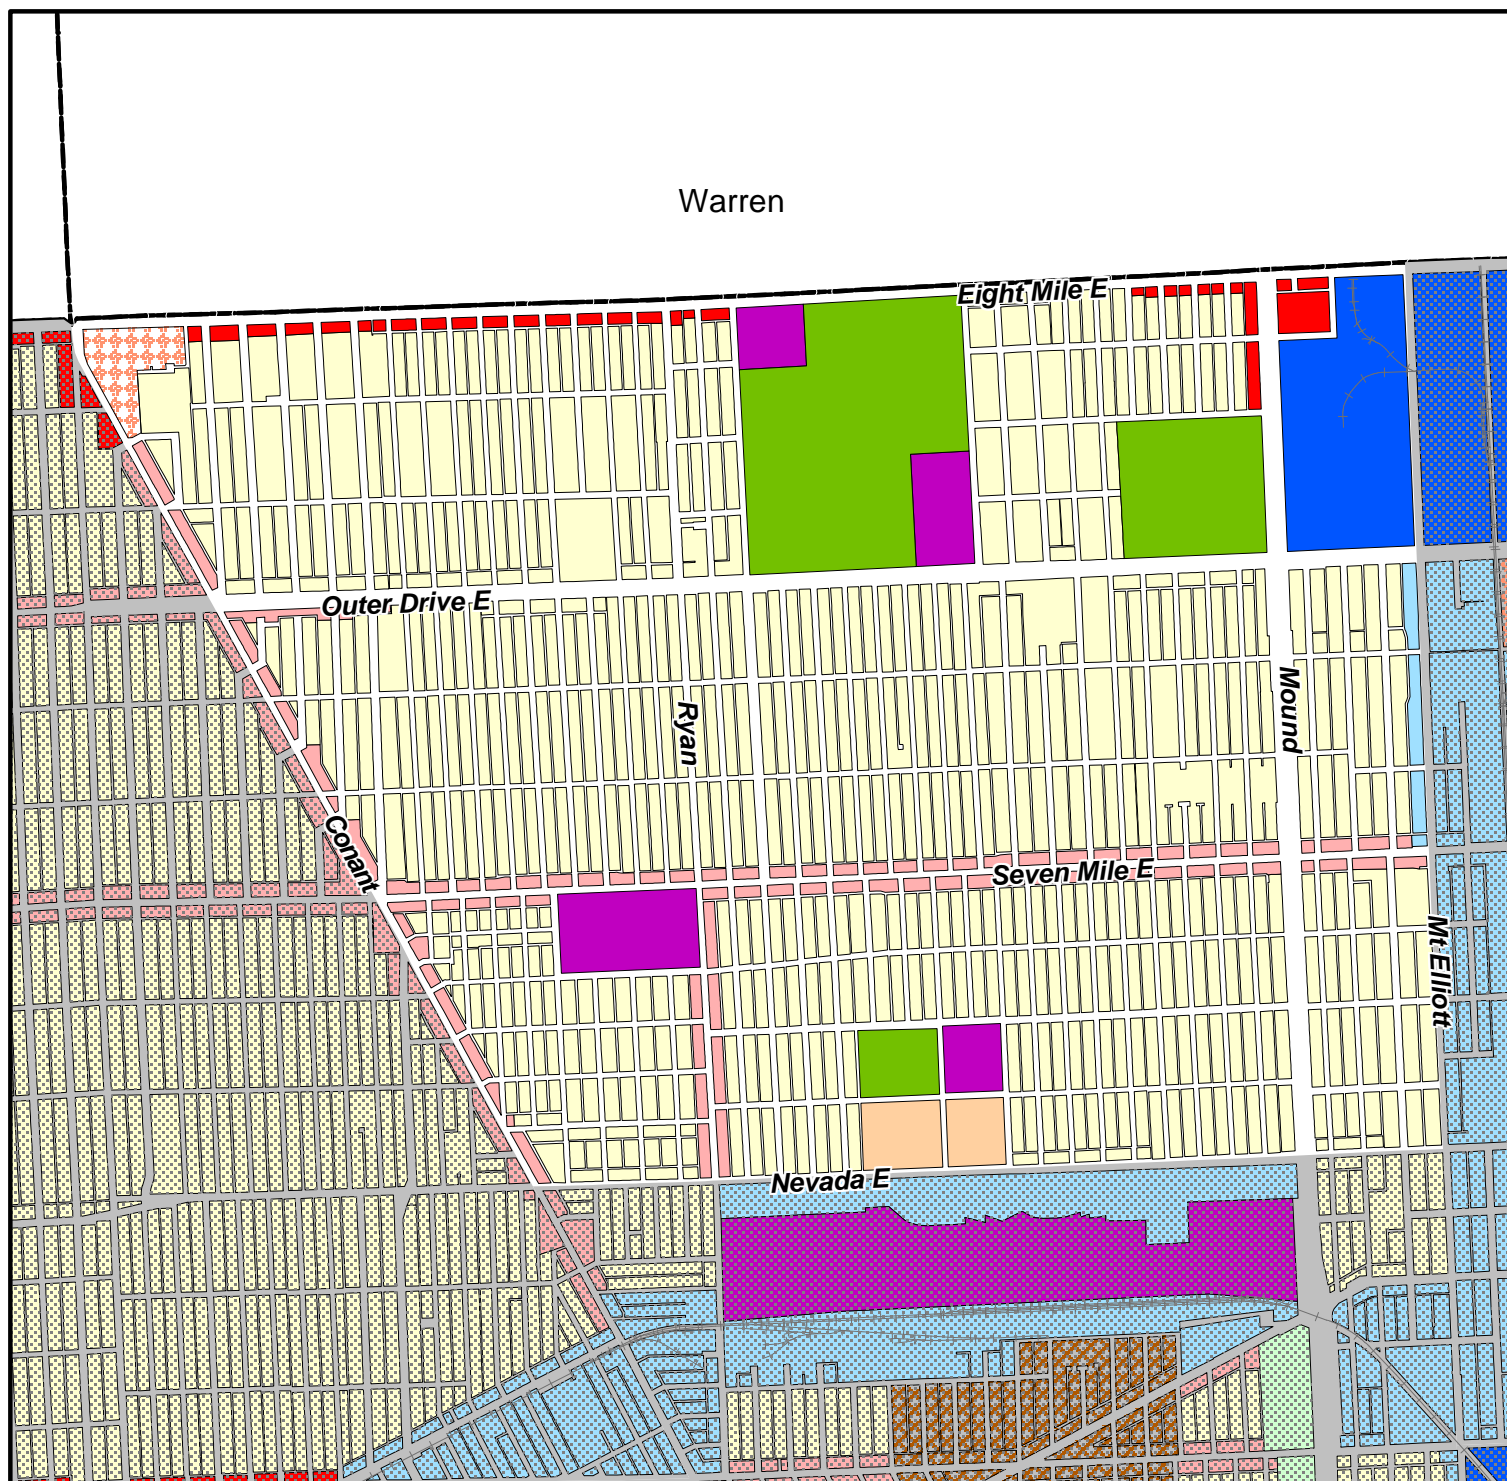 Warren
Eight Mile E
Outer Drive E
Ryan
Mound
Conant
Seven Mile E
Mt Elliott
Nevada E